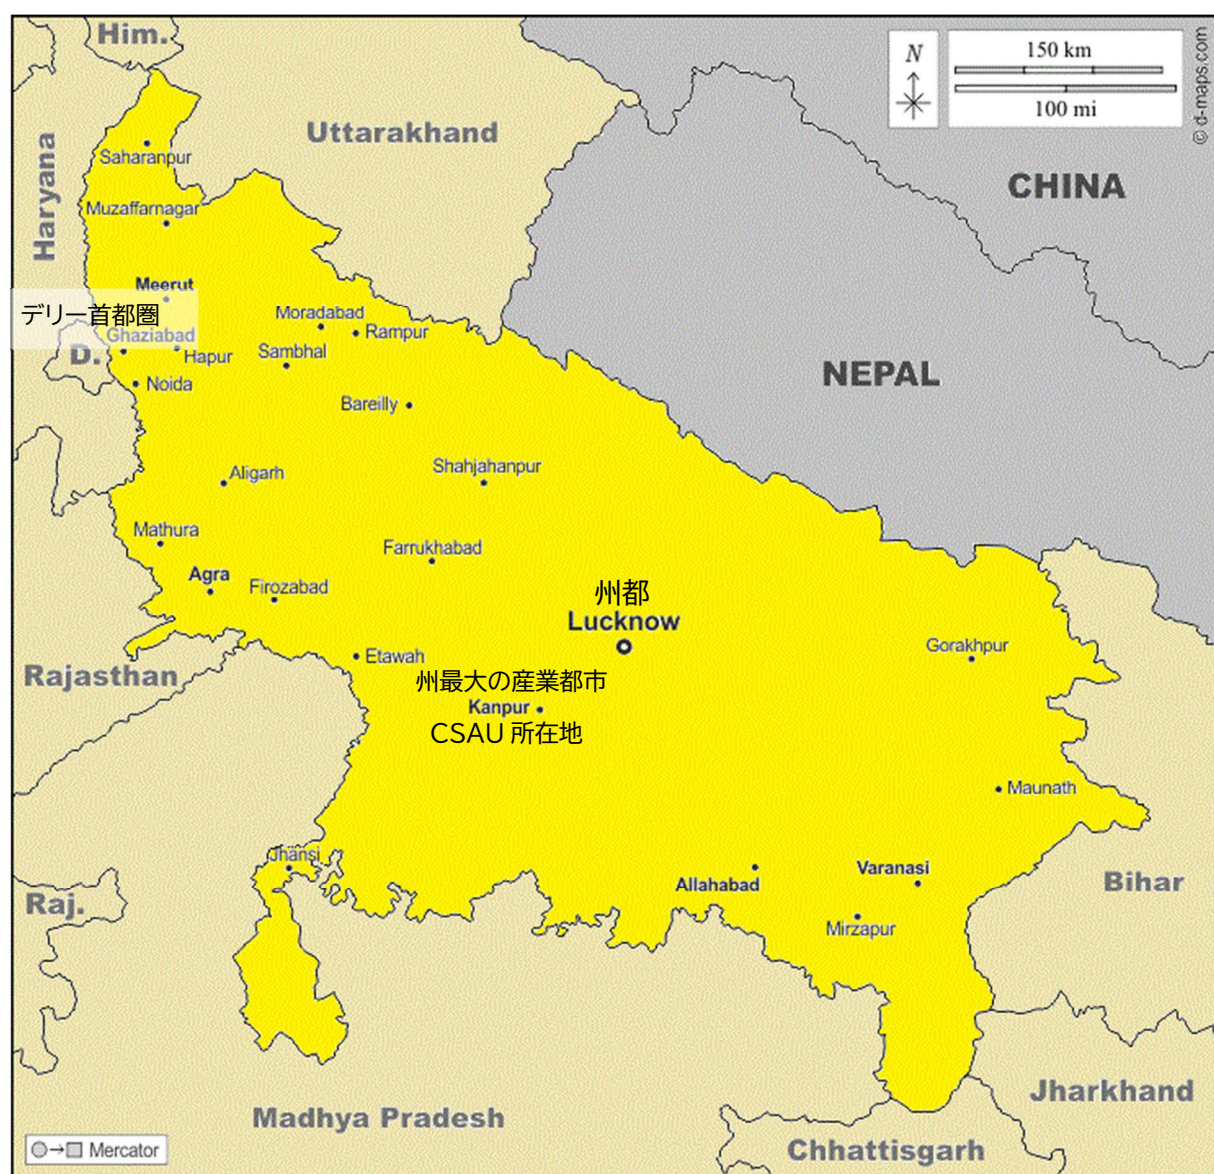 Him.
150 km
100 mi
N
© d-maps.com
Uttarakhand
Haryana
CHINA
Saharanpur
Muzaffarnagar
Meerut
デリー首都圏
Moradabad
Rampur
Ghaziabad
D.
Hapur
Sambhal
NEPAL
Noida
Bareilly
Aligarh
Shahjahanpur
Mathura
Farrukhabad
Agra
Firozabad
州都
Lucknow
Etawah
Gorakhpur
Rajasthan
州最大の産業都市
Kanpur
CSAU 所在地
Maunath
Jhansi
Allahabad
Varanasi
Bihar
Raj.
Mirzapur
Madhya Pradesh
Jharkhand
Chhattisgarh
Mercator